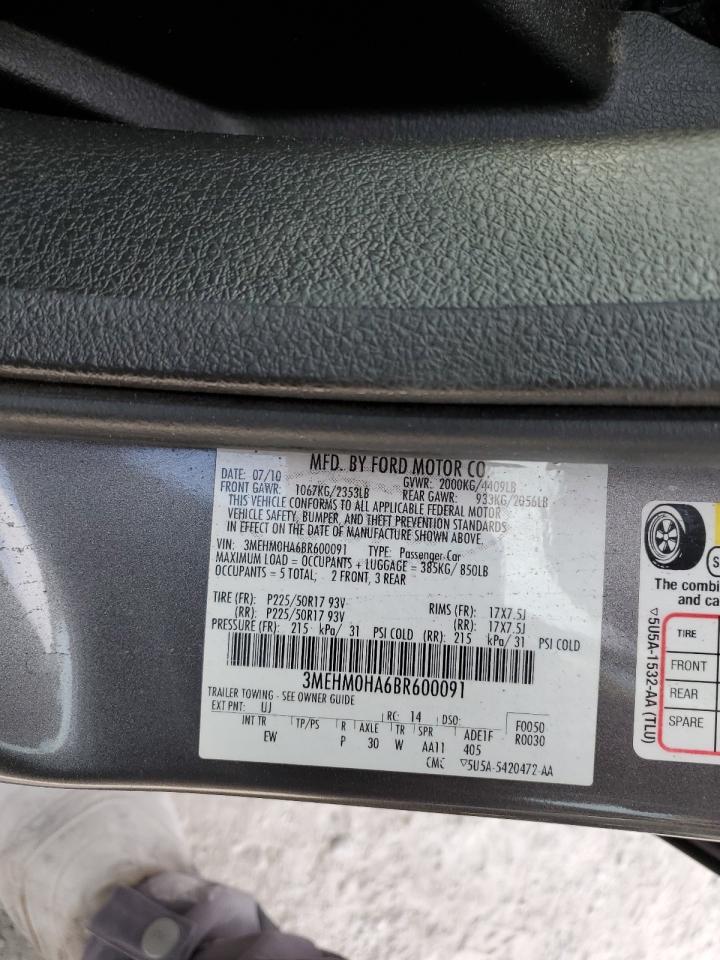 MFD. BY FORD MOTOR CO.
DATE: 07/10 GVWR: 2000KG/4409LB
FRONT GAWR: 1067KG/2353LB REAR GAWR: 933KG/2056LB
THIS VEHICLE CONFORMS TO ALL APPLICABLE FEDERAL MOTOR
VEHICLE SAFETY, BUMPER, AND THEFT PREVENTION STANDARDS
IN EFFECT ON THE DATE OF MANUFACTURE SHOWN ABOVE.
VIN: 3MEHM0HA6BR600091 TYPE: Passenger-Car
MAXIMUM LOAD = OCCUPANTS + LUGGAGE = 385KG/ 850LB
OCCUPANTS = 5 TOTAL; 2 FRONT, 3 REAR
TIRE (FR): P225/50R17 93V RIMS (FR): 17X7.5J
(RR): P225/50R17 93V (RR): 17X7.5J
PRESSURE (FR): 215 kPa/ 31 PSI COLD (RR): 215 kPa/ 31 PSI COLD
3MEHM0HA6BR600091
TRAILER TOWING - SEE OWNER GUIDE
EXT PNT: UJ RC: 14 DSO: F0050
INT TR TP/PS R AXLE TR SPR ADE1F R0030
EW P 30 W AA11 405
CMC ▽5U5A-5420472-AA
The combi
and ca
TIRE
FRONT
REAR
SPARE
▽5U5A-1532-AA (TLU)